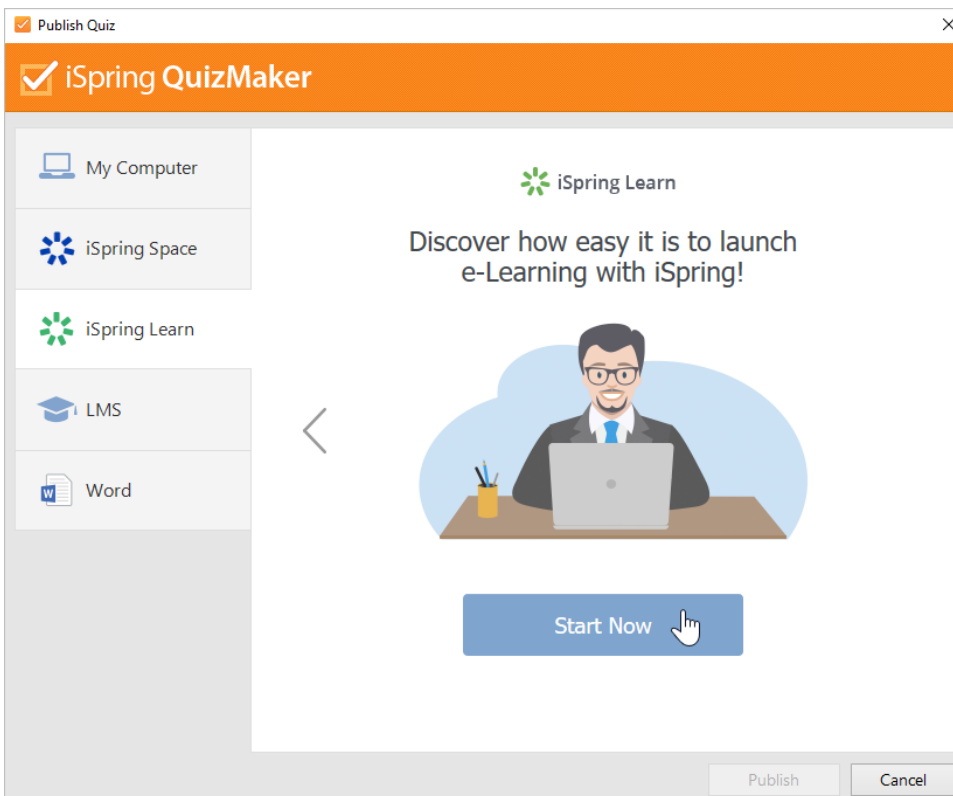 Publish Quiz
iSpring QuizMaker
My Computer
iSpring Space
iSpring Learn
LMS
W Word
iSpring Learn
Discover how easy it is to launch
e-Learning with iSpring!
Start Now
Publish
Cancel